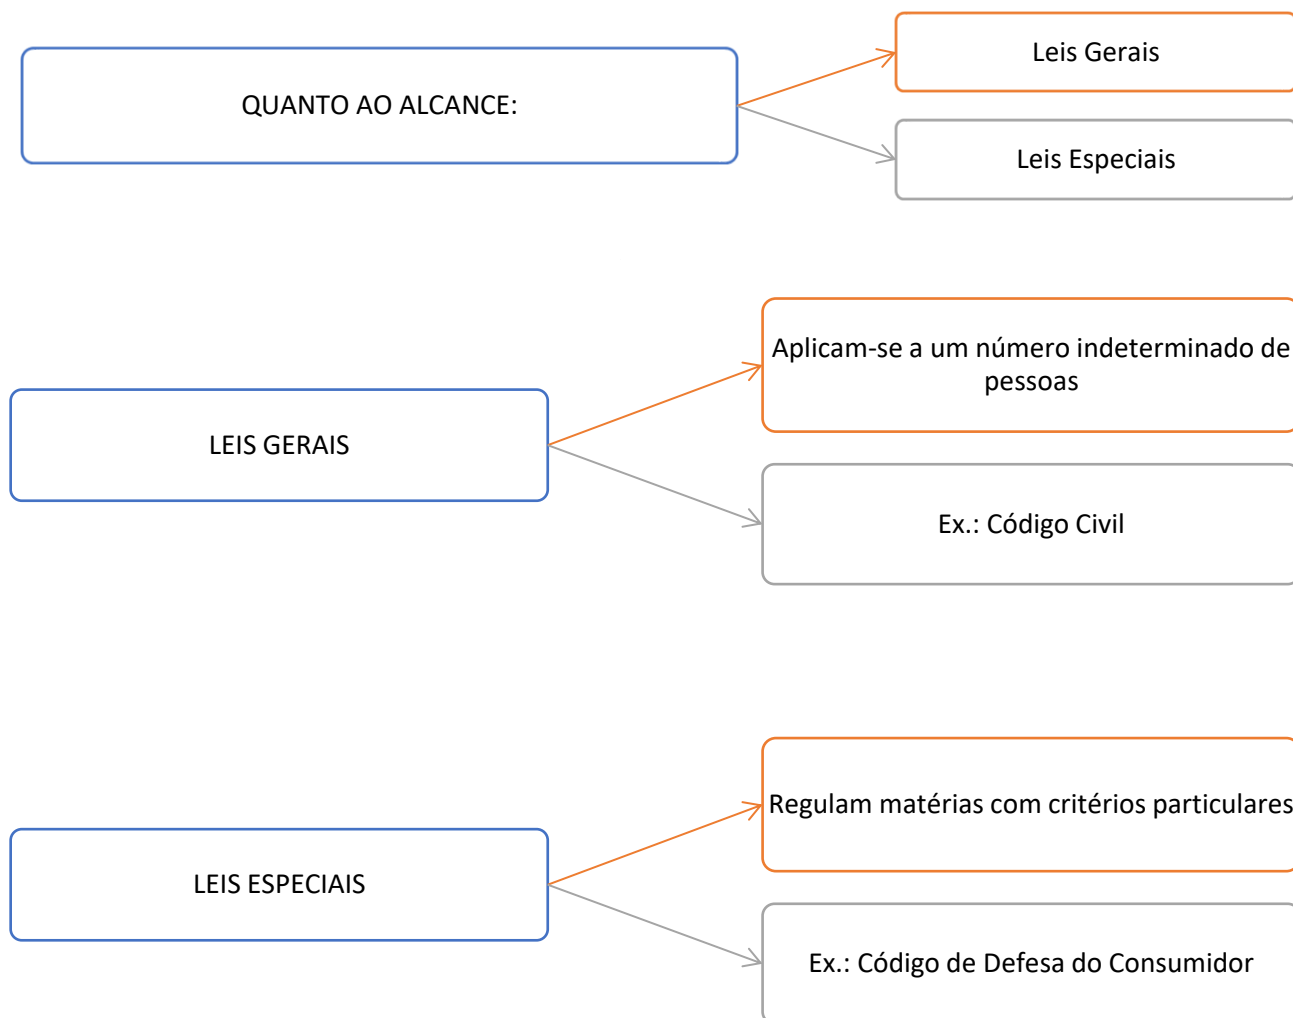 QUANTO AO ALCANCE:
Leis Gerais
Leis Especiais
LEIS GERAIS
Aplicam-se a um número indeterminado de
pessoas
Ex.: Código Civil
LEIS ESPECIAIS
Regulam matérias com critérios particulares
Ex.: Código de Defesa do Consumidor